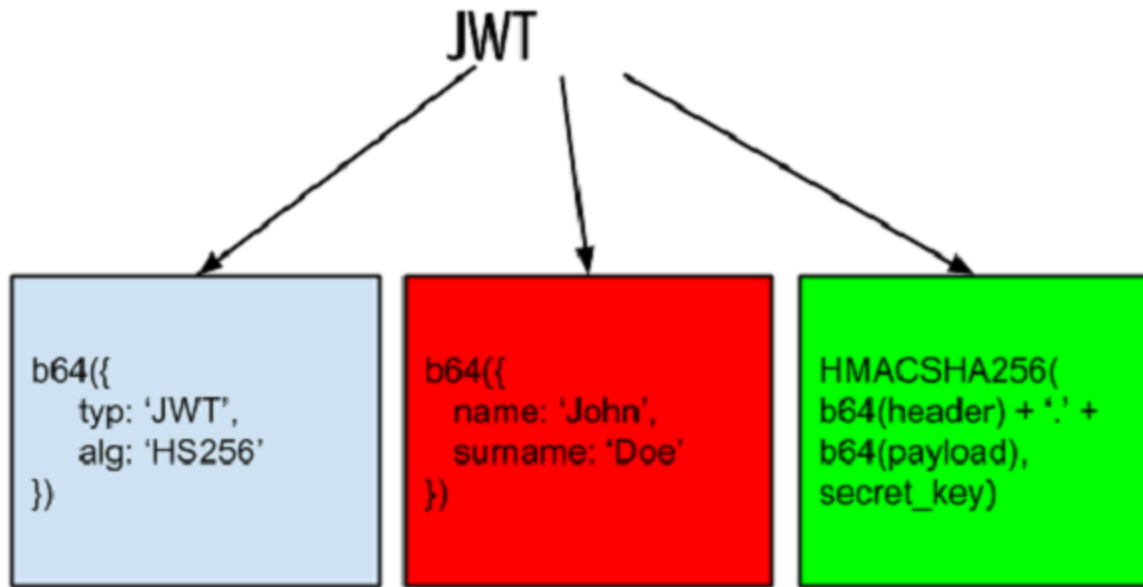 JWT
b64({
typ: ‘JWT’,
alg: ‘HS256’
})
b64({
name: ‘John’,
surname: ‘Doe’
})
HMACSHA256(
b64(header) + ‘.’ +
b64(payload),
secret_key)